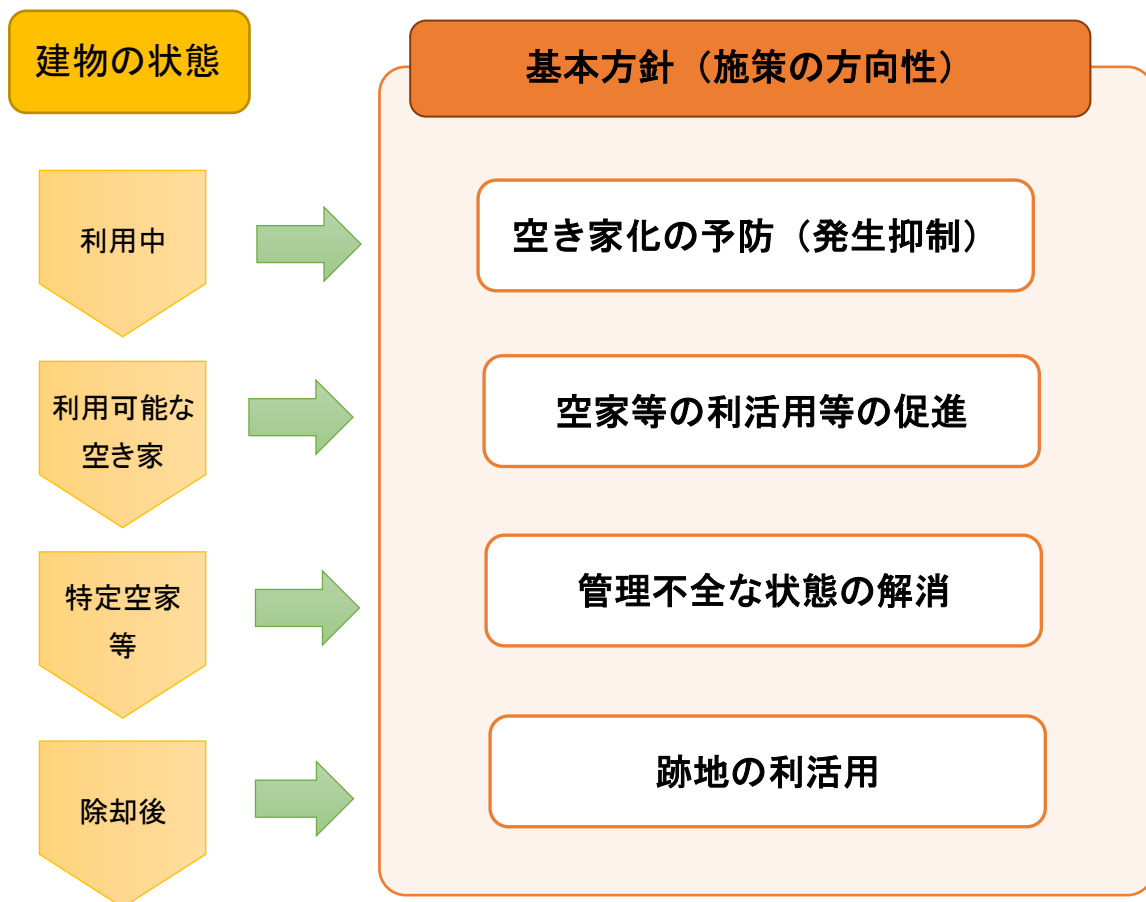 建物の状態
基本方針（施策の方向性）
利用中
空き家化の予防（発生抑制）
利用可能な
空き家
空家等の利活用等の促進
特定空家
等
管理不全な状態の解消
除却後
跡地の利活用